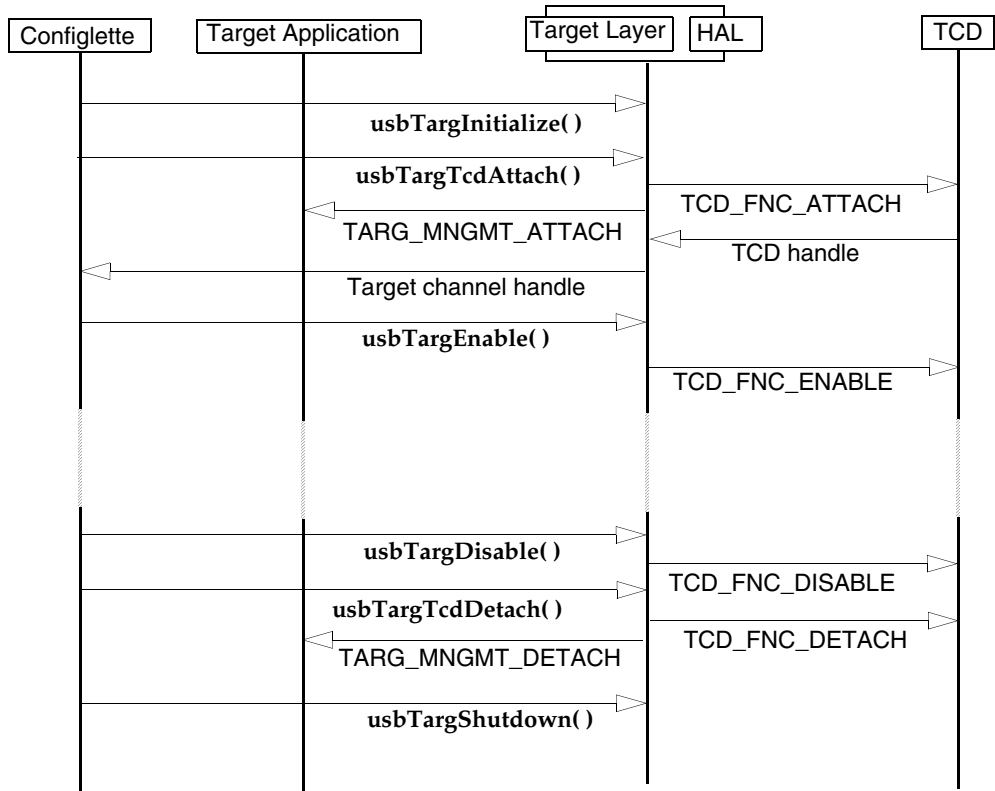 Configlette
Target Application
Target Layer
HAL
TCD
usbTargInitialize( )
usbTargTcdAttach( )
TCD_FNC_ATTACH
TARG_MNGMT_ATTACH
TCD handle
Target channel handle
usbTargEnable( )
TCD_FNC_ENABLE
usbTargDisable( )
TCD_FNC_DISABLE
usbTargTcdDetach( )
TCD_FNC_DETACH
TARG_MNGMT_DETACH
usbTargShutdown( )